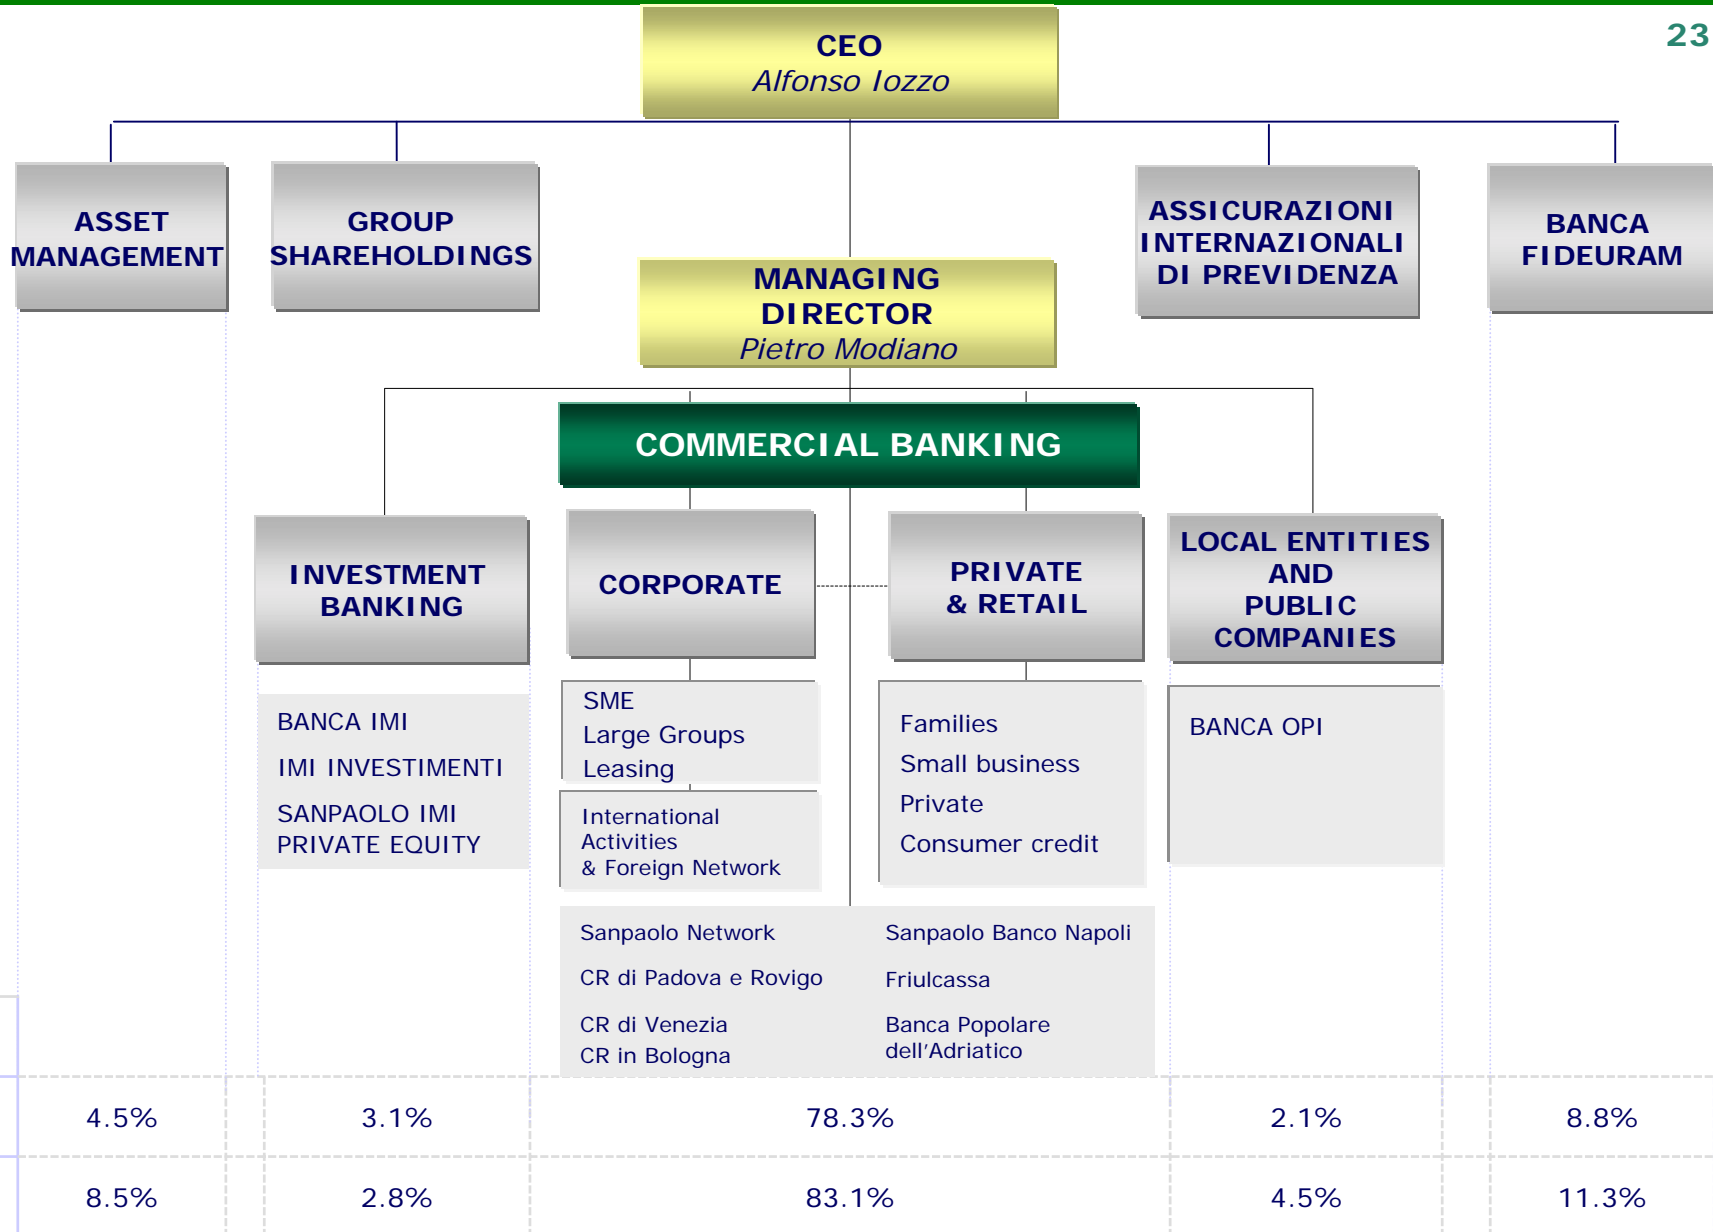 23
CEO
Alfonso Iozzo
ASSET
MANAGEMENT
GROUP
SHAREHOLDINGS
ASSICURAZIONI
INTERNAZIONALI
DI PREVIDENZA
BANCA
FIDEURAM
MANAGING
DIRECTOR
Pietro Modiano
COMMERCIAL BANKING
INVESTMENT
BANKING
CORPORATE
PRIVATE
& RETAIL
LOCAL ENTITIES
AND
PUBLIC
COMPANIES
BANCA IMI
IMI INVESTIMENTI
SANPAOLO IMI
PRIVATE EQUITY
SME
Large Groups
Leasing
International
Activities
& Foreign Network
Families
Small business
Private
Consumer credit
BANCA OPI
Sanpaolo Network
CR di Padova e Rovigo
CR di Venezia
CR in Bologna
Sanpaolo Banco Napoli
Friulcassa
Banca Popolare
dell'Adriatico
4.5% 3.1% 78.3% 2.1% 8.8%
8.5% 2.8% 83.1% 4.5% 11.3%